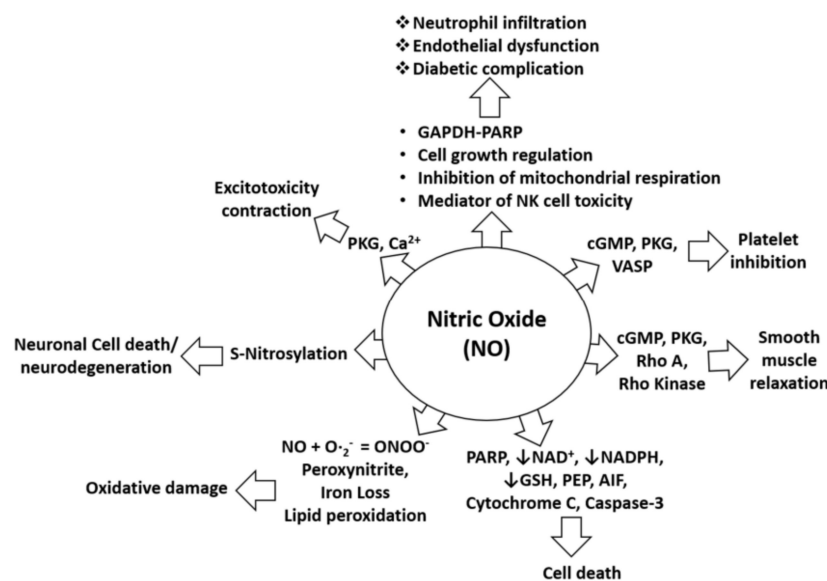 ❖ Neutrophil infiltration
❖ Endothelial dysfunction
❖ Diabetic complication
• GAPDH-PARP
• Cell growth regulation
• Inhibition of mitochondrial respiration
• Mediator of NK cell toxicity
Excitotoxicity
contraction
PKG, Ca²⁺
cGMP, PKG,
VASP
Platelet
inhibition
Nitric Oxide
(NO)
Neuronal Cell death/
neurodegeneration
S-Nitrosylation
cGMP, PKG,
Rho A,
Rho Kinase
Smooth
muscle
relaxation
NO + O·₂⁻ = ONOO⁻
Peroxynitrite,
Iron Loss
Lipid peroxidation
Oxidative damage
PARP, ↓NAD⁺, ↓NADPH,
↓GSH, PEP, AIF,
Cytochrome C, Caspase-3
Cell death